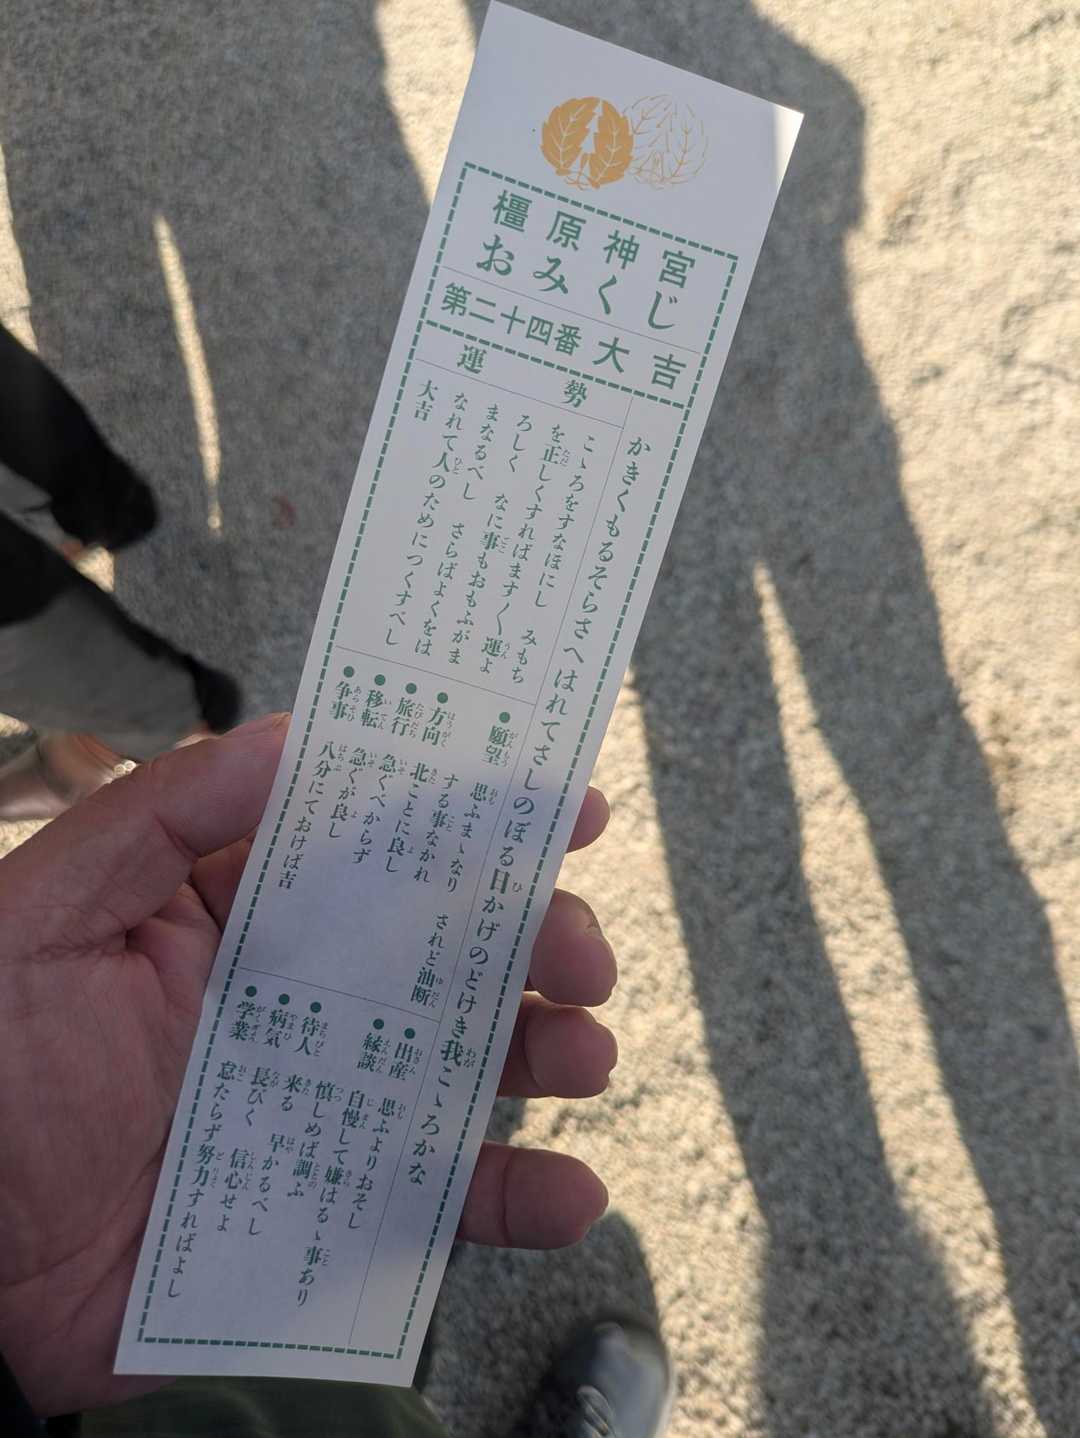 橿原神宮
おみくじ
第二十四番 大吉
かきくもるそらさへはれてさしのぼる日かげのどけき我こゝろかな
運勢
こゝろをすなほにし みもち
を正しくすればます〱運よ
ろしく なに事もおもふがま
まなるべし さらばよくをは
なれて人のためにつくすべし
大吉
●願望 思ふまゝなり されど油断
する事なかれ
●方向 北ことに良し
●旅行 急ぐべからず
●移転 急ぐが良し
●争事 八分にておけば吉
●出産 思ふよりおそし
●縁談 自慢して嫌はるゝ事あり
慎しめば調ふ
●待人 来る 早かるべし
●病気 長びく 信心せよ
●学業 怠たらず努力すればよし